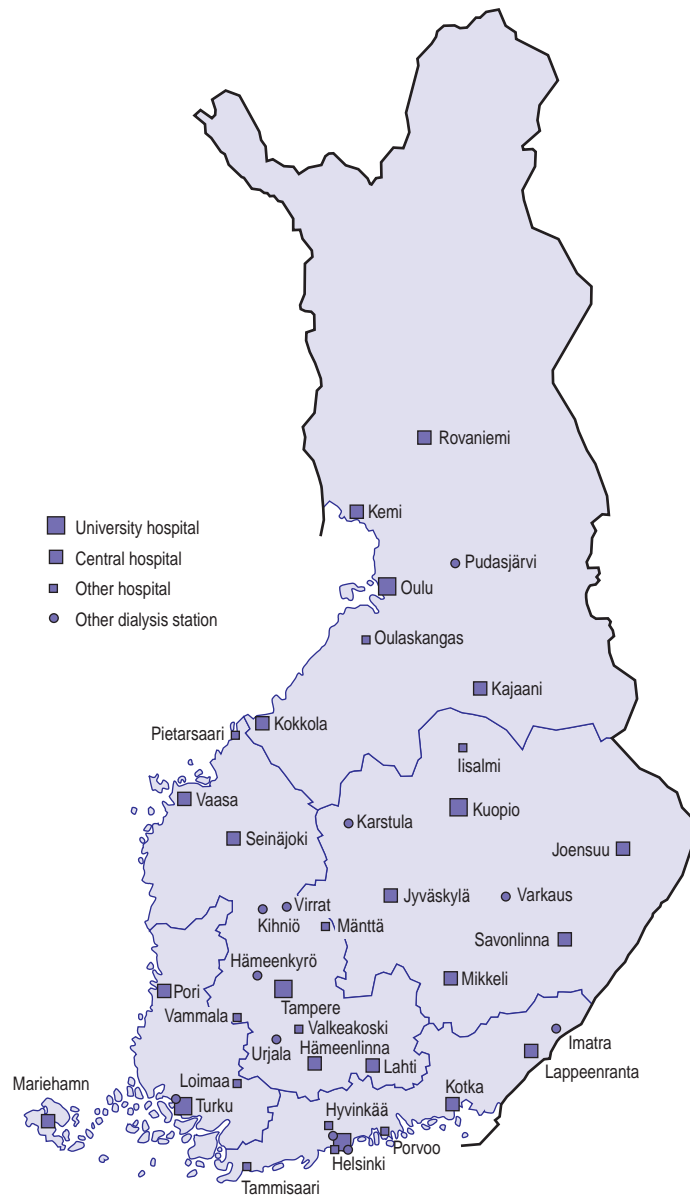 Rovaniemi
Kemi
University hospital
Central hospital
Other hospital
Other dialysis station
Pudasjärvi
Oulu
Oulaskangas
Kajaani
Kokkola
Pietarsaari
Iisalmi
Vaasa
Kuopio
Karstula
Seinäjoki
Joensuu
Jyväskylä
Varkaus
Virrat
Kihniö
Mänttä
Savonlinna
Hämeenkyrö
Mikkeli
Pori
Tampere
Vammala
Valkeakoski
Imatra
Urjala
Hämeenlinna
Lahti
Lappeenranta
Mariehamn
Loimaa
Kotka
Turku
Hyvinkää
Porvoo
Helsinki
Tammisaari